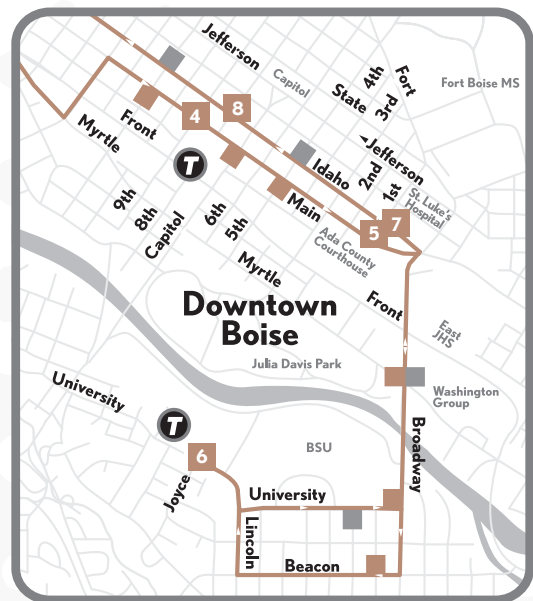 Jefferson
Capitol
State
4th
Fort
3rd
Fort Boise MS
8
4
Front
Myrtle
T
Idaho
Jefferson
2nd
1st
St. Luke's
Hospital
Main
7
5
Ada County
Courthouse
9th
8th
Capitol
6th
5th
Myrtle
Front
Downtown
Boise
East
JHS
Julia Davis Park
Washington
Group
University
T
6
BSU
Broadway
Joyce
University
Lincoln
Beacon